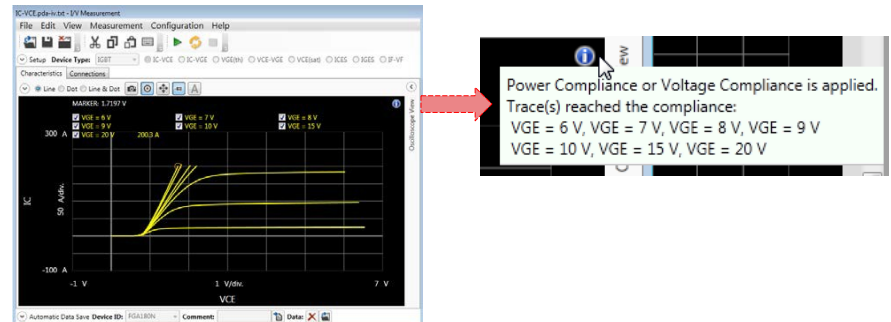 IC-VCE.pda-iv.txt - I/V Measurement
File Edit View Measurement Configuration Help
Setup Device Type: IGBT IC-VCE IC-VGE VGE(th) VCE-VGE VCE(sat) ICES IGES IF-VF
Characteristics Connections
Line Dot Line & Dot A
MARKER: 1.7197 V
VGE = 6 V VGE = 7 V VGE = 8 V
VGE = 9 V VGE = 10 V VGE = 15 V
300 A VGE = 20 V 200.3 A
IC
50 A/div.
-100 A
-1 V 1 V/div. 7 V
VCE
Oscilloscope View
Automatic Data Save Device ID: FGA180N Comment: Data:
ew
Power Compliance or Voltage Compliance is applied.
Trace(s) reached the compliance:
VGE = 6 V, VGE = 7 V, VGE = 8 V, VGE = 9 V
VGE = 10 V, VGE = 15 V, VGE = 20 V